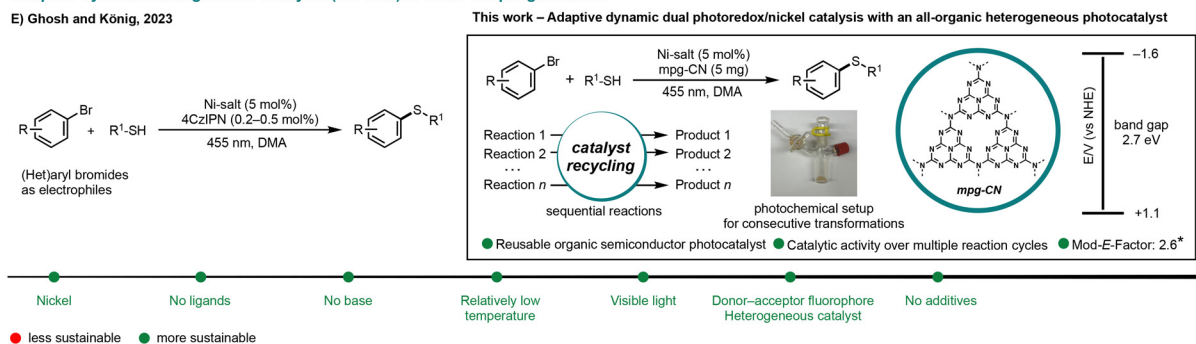 E) Ghosh and König, 2023
This work – Adaptive dynamic dual photoredox/nickel catalysis with an all-organic heterogeneous photocatalyst
R
Br
+
R¹-SH
Ni-salt (5 mol%)
4CzIPN (0.2–0.5 mol%)
455 nm, DMA
R
S
R¹
(Het)aryl bromides
as electrophiles
R
Br
+
R¹-SH
Ni-salt (5 mol%)
mpg-CN (5 mg)
455 nm, DMA
R
S
R¹
Reaction 1
Reaction 2
...
Reaction n
catalyst
recycling
Product 1
Product 2
...
Product n
sequential reactions
photochemical setup
for consecutive transformations
mpg-CN
E/V (vs NHE)
–1.6
band gap
2.7 eV
+1.1
Reusable organic semiconductor photocatalyst
Catalytic activity over multiple reaction cycles
Mod-E-Factor: 2.6*
Nickel
No ligands
No base
Relatively low
temperature
Visible light
Donor–acceptor fluorophore
Heterogeneous catalyst
No additives
less sustainable
more sustainable